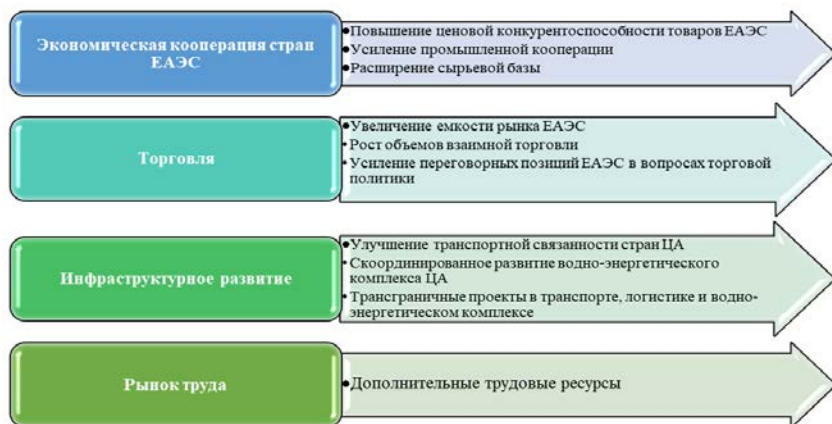 Экономическая кооперация стран
ЕАЭС
•Повышение ценовой конкурентоспособности товаров ЕАЭС
•Усиление промышленной кооперации
•Расширение сырьевой базы
Торговля
•Увеличение емкости рынка ЕАЭС
•Рост объемов взаимной торговли
•Усиление переговорных позиций ЕАЭС в вопросах торговой
политики
Инфраструктурное развитие
•Улучшение транспортной связанности стран ЦА
•Скоординированное развитие водно-энергетического
комплекса ЦА
•Трансграничные проекты в транспорте, логистике и водно-
энергетическом комплексе
Рынок труда
•Дополнительные трудовые ресурсы